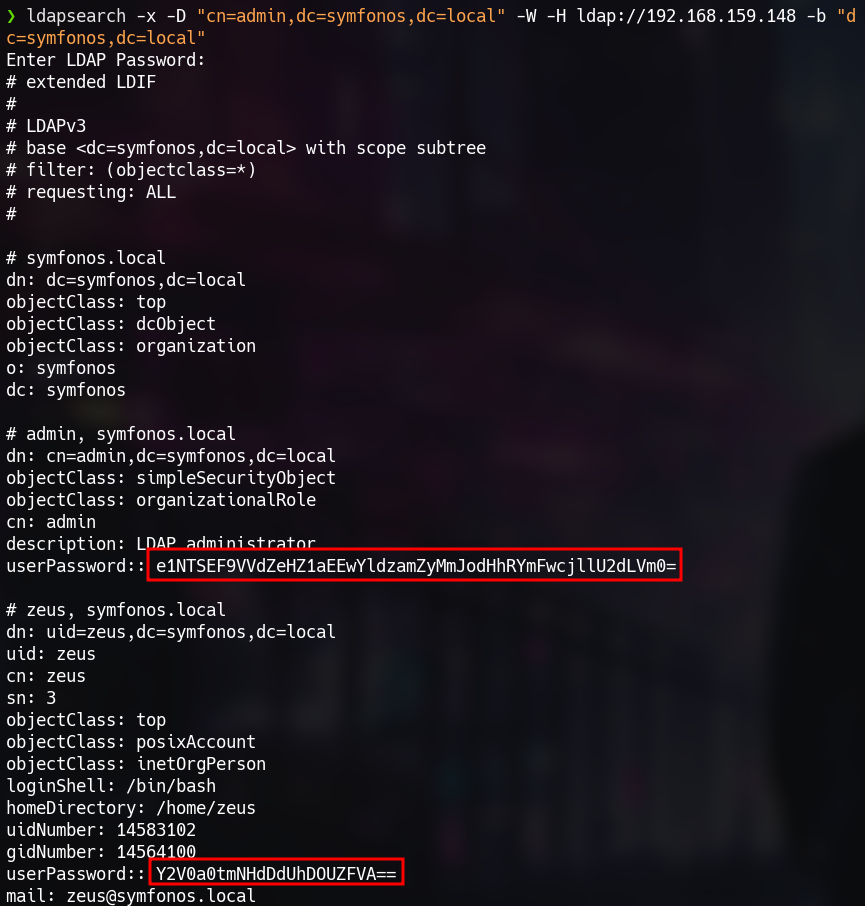 ❯ ldapsearch -x -D "cn=admin,dc=symfonos,dc=local" -W -H ldap://192.168.159.148 -b "d
c=symfonos,dc=local"
Enter LDAP Password:
# extended LDIF
#
# LDAPv3
# base <dc=symfonos,dc=local> with scope subtree
# filter: (objectclass=*)
# requesting: ALL
#
# symfonos.local
dn: dc=symfonos,dc=local
objectClass: top
objectClass: dcObject
objectClass: organization
o: symfonos
dc: symfonos
# admin, symfonos.local
dn: cn=admin,dc=symfonos,dc=local
objectClass: simpleSecurityObject
objectClass: organizationalRole
cn: admin
description: LDAP administrator
userPassword:: e1NTSEF9VVdZeHZ1aEEwYldzamZyMmJodHhRYmFwcjllU2dLVm0=
# zeus, symfonos.local
dn: uid=zeus,dc=symfonos,dc=local
uid: zeus
cn: zeus
sn: 3
objectClass: top
objectClass: posixAccount
objectClass: inetOrgPerson
loginShell: /bin/bash
homeDirectory: /home/zeus
uidNumber: 14583102
gidNumber: 14564100
userPassword:: Y2V0a0tmNHdDdUhDOUZFVA==
mail: zeus@symfonos.local